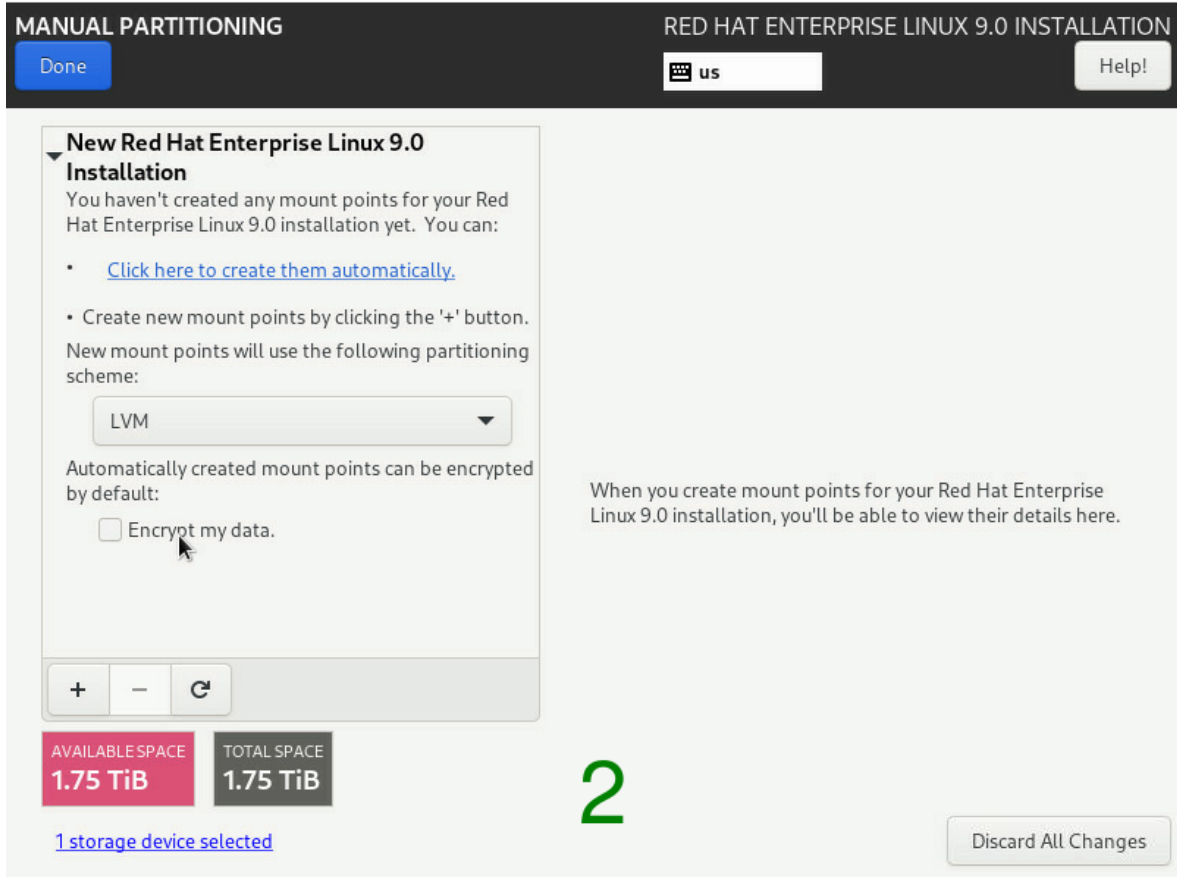 MANUAL PARTITIONING
RED HAT ENTERPRISE LINUX 9.0 INSTALLATION
Done
us
Help!
New Red Hat Enterprise Linux 9.0
Installation
You haven't created any mount points for your Red
Hat Enterprise Linux 9.0 installation yet.  You can:
• Click here to create them automatically.
• Create new mount points by clicking the '+' button.
New mount points will use the following partitioning
scheme:
LVM
Automatically created mount points can be encrypted
by default:
Encrypt my data.
When you create mount points for your Red Hat Enterprise
Linux 9.0 installation, you'll be able to view their details here.
+ −
AVAILABLE SPACE
1.75 TiB
TOTAL SPACE
1.75 TiB
2
1 storage device selected
Discard All Changes